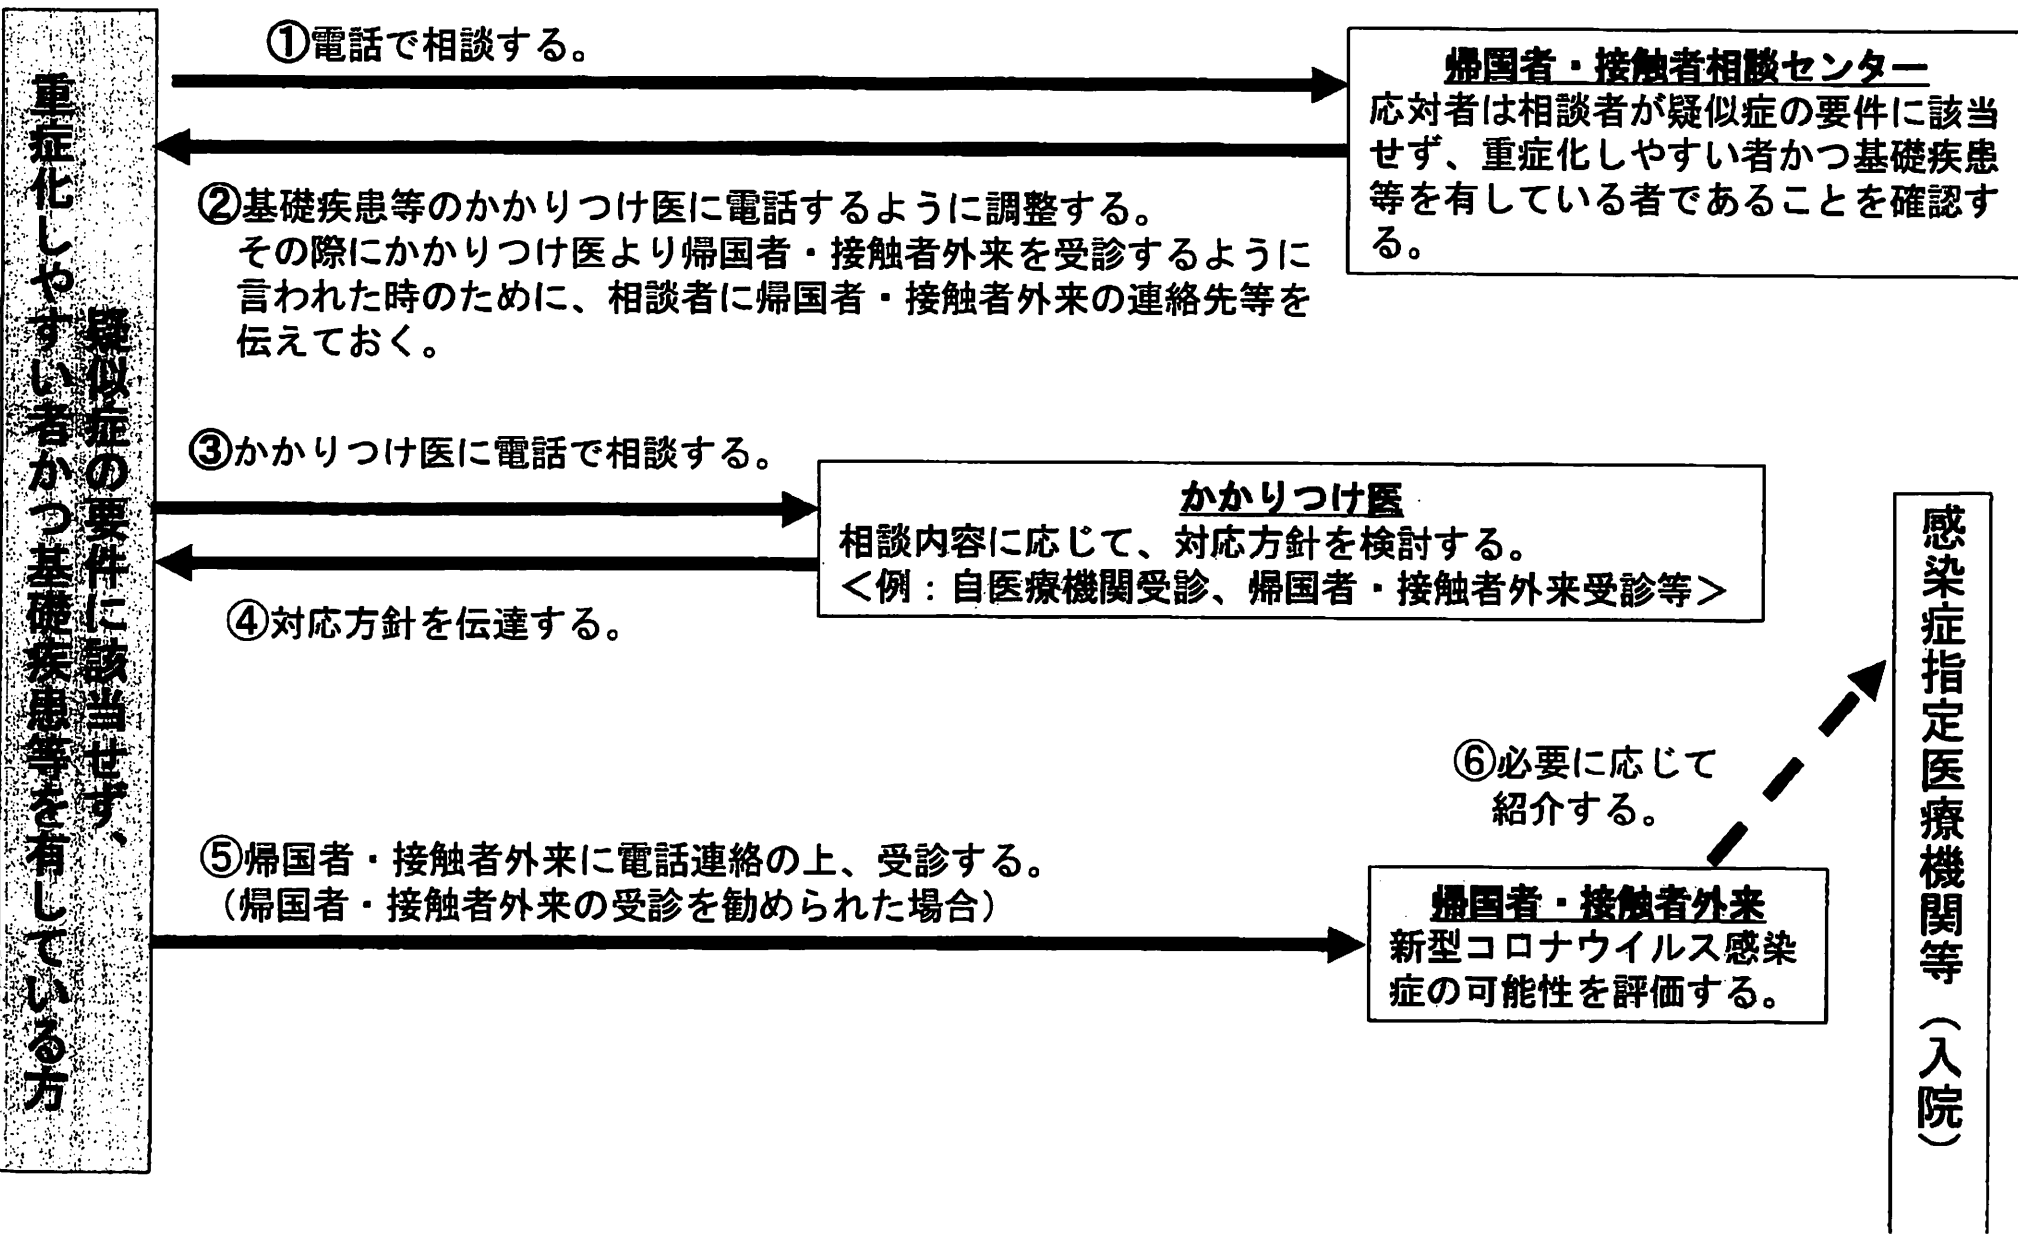 疑似症の要件に該当せず、
重症化しやすい者かつ基礎疾患等を有している方
①電話で相談する。
帰国者・接触者相談センター
応対者は相談者が疑似症の要件に該当
せず、重症化しやすい者かつ基礎疾患
等を有している者であることを確認す
る。
②基礎疾患等のかかりつけ医に電話するように調整する。
その際にかかりつけ医より帰国者・接触者外来を受診するように
言われた時のために、相談者に帰国者・接触者外来の連絡先等を
伝えておく。
③かかりつけ医に電話で相談する。
かかりつけ医
相談内容に応じて、対応方針を検討する。
＜例：自医療機関受診、帰国者・接触者外来受診等＞
④対応方針を伝達する。
⑤帰国者・接触者外来に電話連絡の上、受診する。
（帰国者・接触者外来の受診を勧められた場合）
⑥必要に応じて
紹介する。
帰国者・接触者外来
新型コロナウイルス感染
症の可能性を評価する。
感染症指定医療機関等（入院）